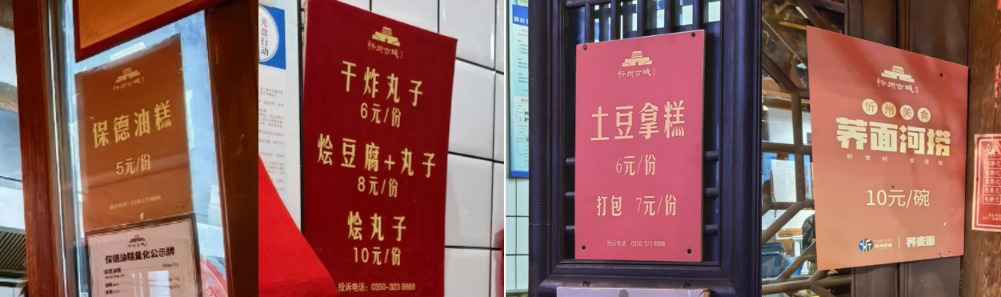 忻州古城
保德油糕
5元/份
保德油糕量化公示牌
光盘行动
忻州古城
干炸丸子
6元/份
烩豆腐+丸子
8元/份
烩丸子
10元/份
投诉电话：0350-323 8888
忻州古城
土豆拿糕
6元/份
打包 7元/份
投诉电话：0350 323 8888
忻州古城
忻州美食
荞面河捞
10元/碗
荞麦面